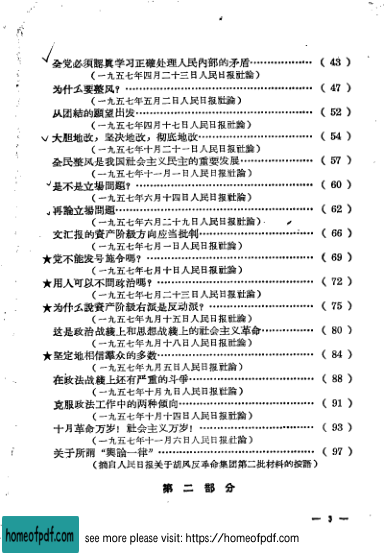 全党必须認眞学习正确处理人民内部的矛盾………………（43）
（一九五七年四月二十三日人民日报社論）
为什么要整风？………………（47）
（一九五七年五月二日人民日报社論）
从团結的願望出发………………（52）
（一九五七年四月十七日人民日报社論）
大胆地改，坚决地改，彻底地改………………（54）
（一九五七年十月二十一日人民日报社論）
全民整风是我国社会主义民主的重要发展………………（57）
（一九五七年十一月一日人民日报社論）
是不是立場問題？………………（60）
（一九五七年六月十四日人民日报社論）
再論立場問題………………（62）
（一九五七年六月二十九日人民日报社論）
文汇报的資产阶級方向应当批判………………（66）
（一九五七年七月一日人民日报社論）
★党不能发号施令嗎？………………（69）
（一九五七年七月十日人民日报社論）
★用人可以不問政治嗎？………………（72）
（一九五七年七月二十三日人民日报社論）
★为什么說資产阶級右派是反动派？………………（75）
（一九五七年九月十五日人民日报社論）
这是政治战綫上和思想战綫上的社会主义革命………………（80）
（一九五七年九月十八日人民日报社論）
★坚定地相信羣众的多数………………（84）
（一九五七年九月五日人民日报社論）
在政法战綫上还有严重的斗爭………………（88）
（一九五七年十月九日人民日报社論）
克服政法工作中的两种傾向………………（91）
（一九五七年十月十四日人民日报社論）
十月革命万岁！社会主义万岁！………………（93）
（一九五七年十一月六日人民日报社論）
关于所謂“輿論一律”………………（97）
（摘自人民日报关于胡风反革命集团第二批材料的按語）
第二部分
— 3 —
homeofpdf.com
see more please visit: https://homeofpdf.com